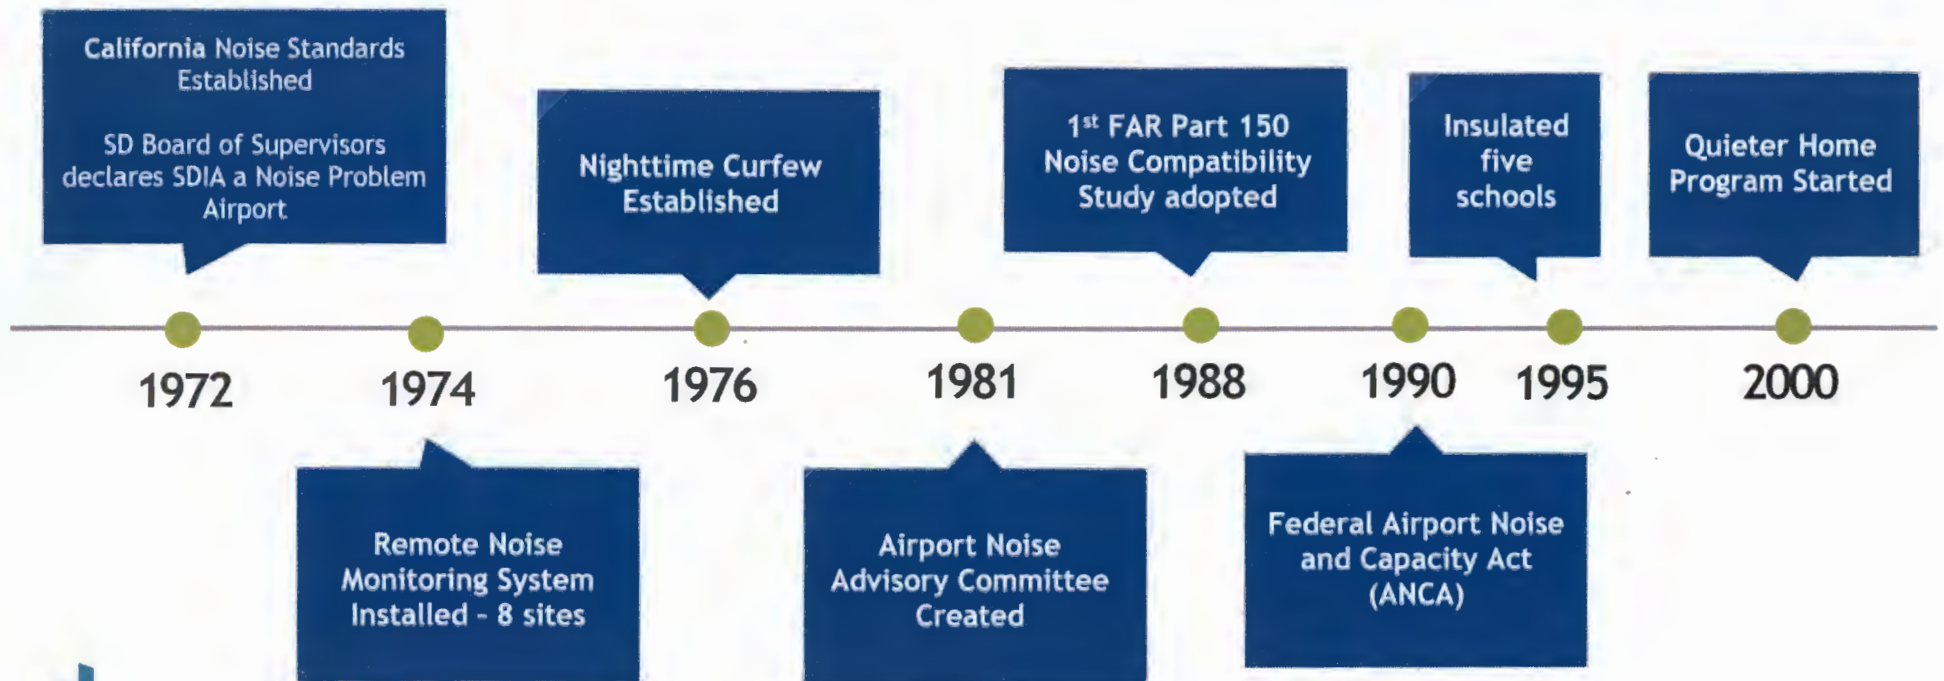 California Noise Standards
Established
SD Board of Supervisors
declares SDIA a Noise Problem
Airport
Nighttime Curfew
Established
1st FAR Part 150
Noise Compatibility
Study adopted
Insulated
five
schools
Quieter Home
Program Started
1972
1974
1976
1981
1988
1990
1995
2000
Remote Noise
Monitoring System
Installed - 8 sites
Airport Noise
Advisory Committee
Created
Federal Airport Noise
and Capacity Act
(ANCA)